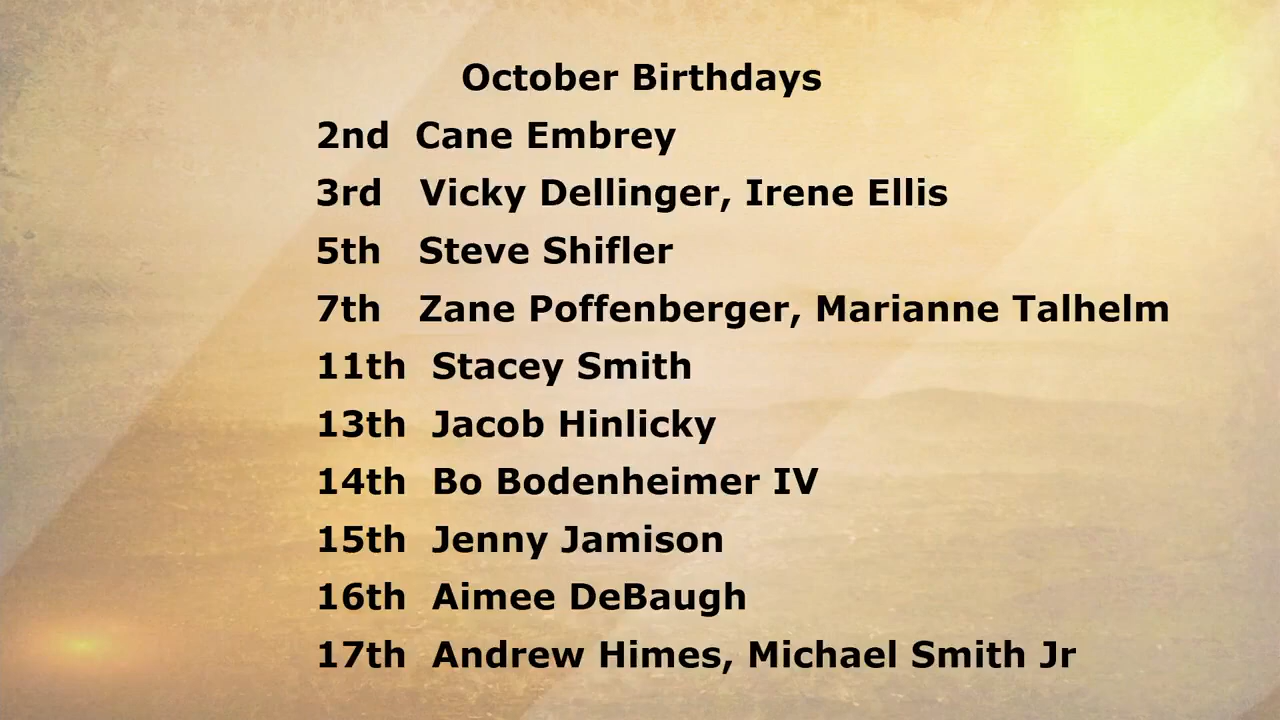 October Birthdays
2nd Cane Embrey
3rd Vicky Dellinger, Irene Ellis
5th Steve Shifler
7th Zane Poffenberger, Marianne Talhelm
11th Stacey Smith
13th Jacob Hinlicky
14th Bo Bodenheimer IV
15th Jenny Jamison
16th Aimee DeBaugh
17th Andrew Himes, Michael Smith Jr